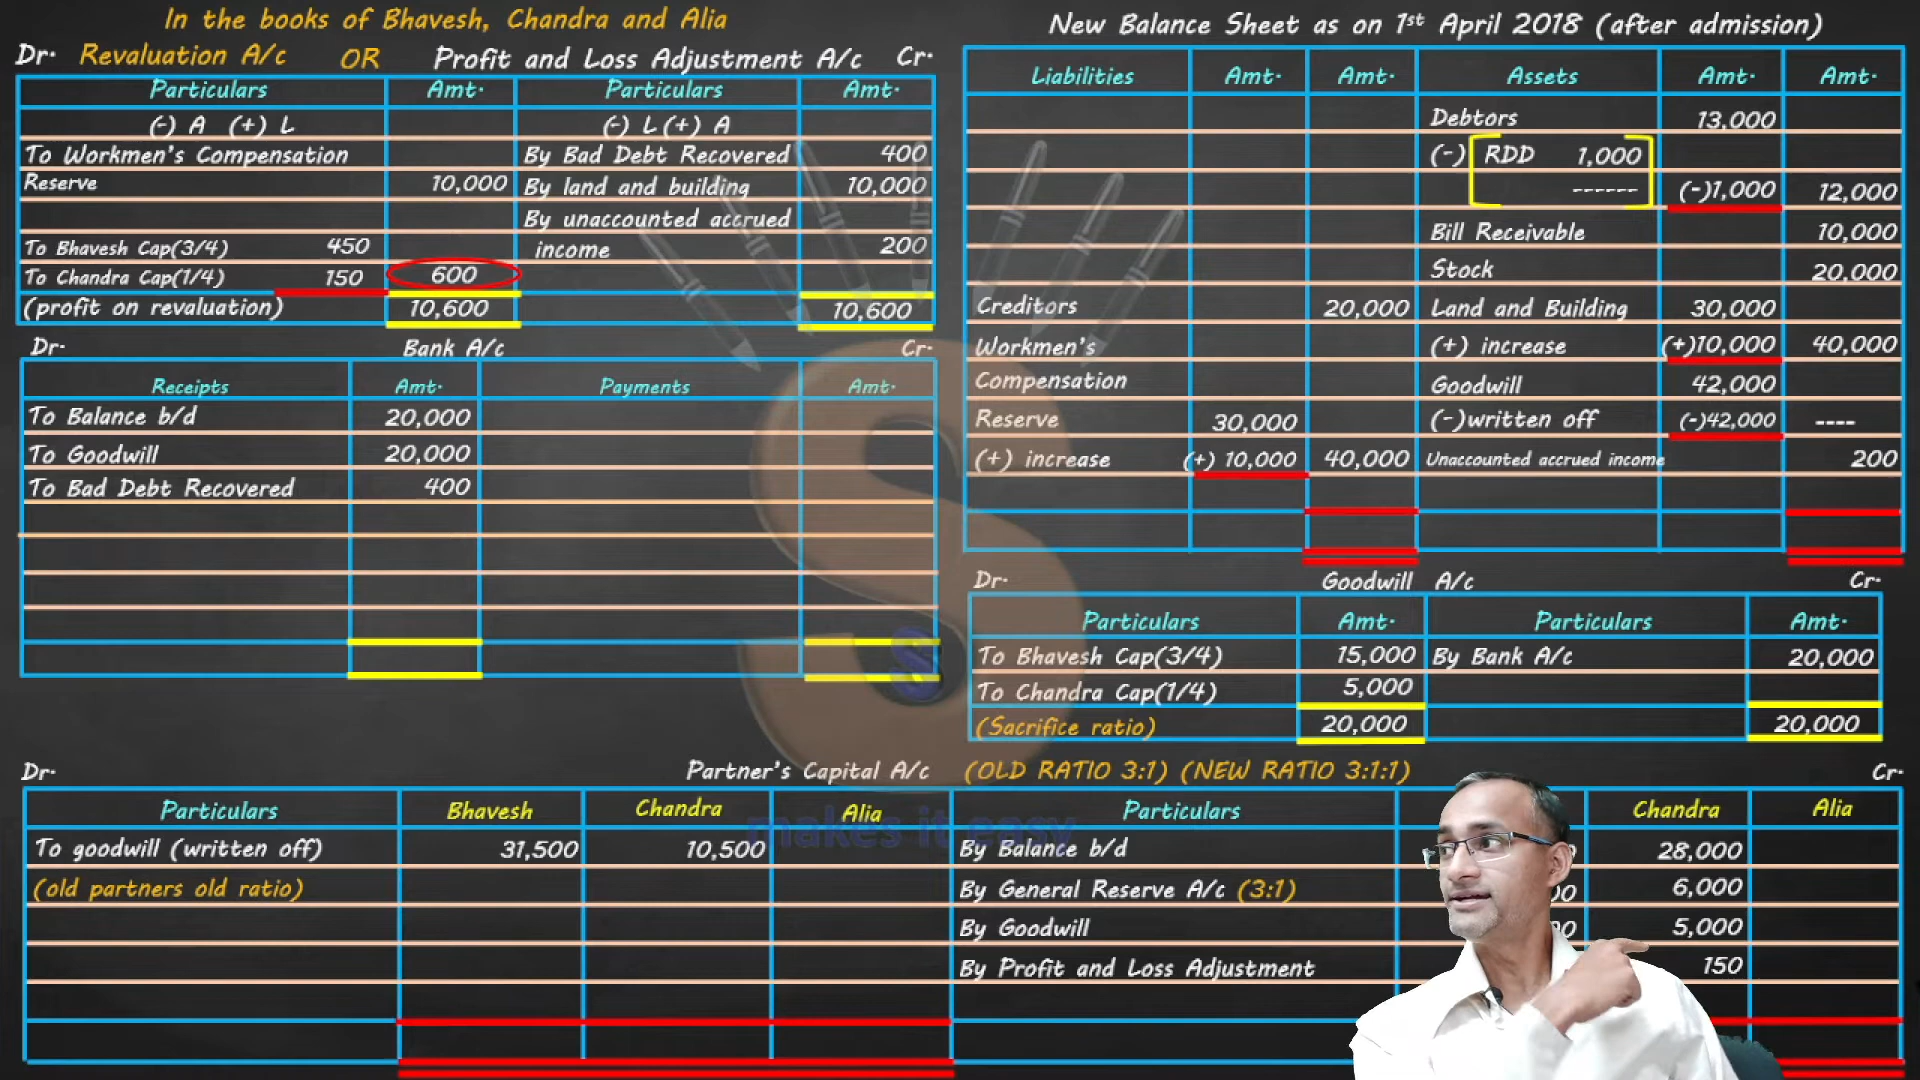 In the books of Bhavesh, Chandra and Alia
Dr. Revaluation A/c OR Profit and Loss Adjustment A/c Cr.
Particulars Amt. Particulars Amt.
(-) A (+) L (-) L (+) A
To Workmen's Compensation By Bad Debt Recovered 400
Reserve 10,000 By land and building 10,000
By unaccounted accrued
To Bhavesh Cap(3/4) 450 income 200
To Chandra Cap(1/4) 150 600
(profit on revaluation) 10,600 10,600
Dr. Bank A/c Cr.
Receipts Amt. Payments Amt.
To Balance b/d 20,000
To Goodwill 20,000
To Bad Debt Recovered 400
New Balance Sheet as on 1st April 2018 (after admission)
Liabilities Amt. Amt. Assets Amt. Amt.
Debtors 13,000
(-) RDD 1,000
------ (-)1,000 12,000
Bill Receivable 10,000
Stock 20,000
Creditors 20,000 Land and Building 30,000
Workmen's (+) increase (+)10,000 40,000
Compensation Goodwill 42,000
Reserve 30,000 (-)written off (-)42,000 ----
(+) increase (+) 10,000 40,000 Unaccounted accrued income 200
Dr. Goodwill A/c Cr.
Particulars Amt. Particulars Amt.
To Bhavesh Cap(3/4) 15,000 By Bank A/c 20,000
To Chandra Cap(1/4) 5,000
(Sacrifice ratio) 20,000 20,000
Dr. Partner's Capital A/c (OLD RATIO 3:1) (NEW RATIO 3:1:1) Cr.
Particulars Bhavesh Chandra Alia Particulars Chandra Alia
To goodwill (written off) 31,500 10,500 By Balance b/d 28,000
(old partners old ratio) By General Reserve A/c (3:1) 6,000
By Goodwill 5,000
By Profit and Loss Adjustment 150
S
makes it easy